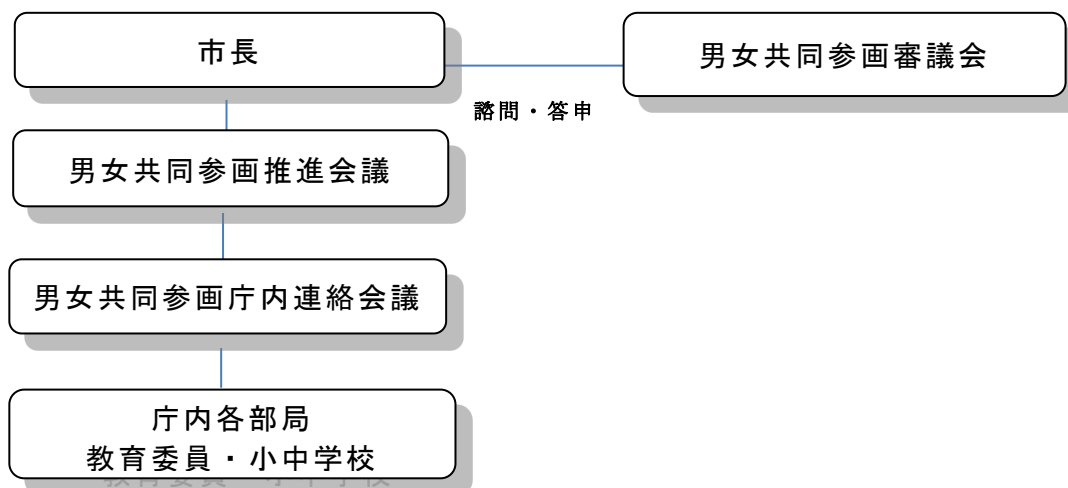 市長
男女共同参画審議会
諮問・答申
男女共同参画推進会議
男女共同参画庁内連絡会議
庁内各部局
教育委員・小中学校